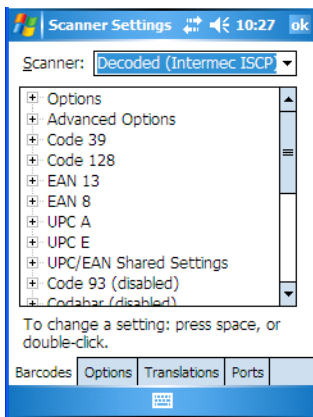 Scanner Settings 10:27 ok
Scanner: Decoded (Intermec ISCP)
Options
Advanced Options
Code 39
Code 128
EAN 13
EAN 8
UPC A
UPC E
UPC/EAN Shared Settings
Code 93 (disabled)
Codabar (disabled)
To change a setting: press space, or
double-click.
Barcodes Options Translations Ports